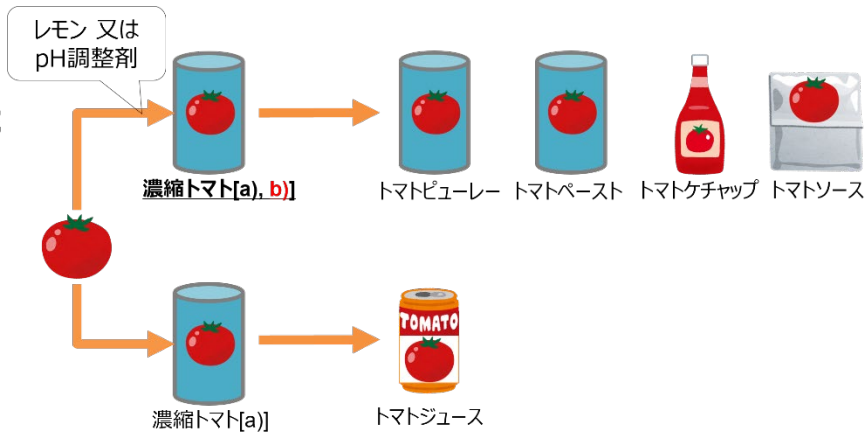 レモン 又は
pH調整剤
濃縮トマト[a), b)]
トマトピューレー
トマトペースト
トマトケチャップ
トマトソース
濃縮トマト[a)]
TOMATO
トマトジュース